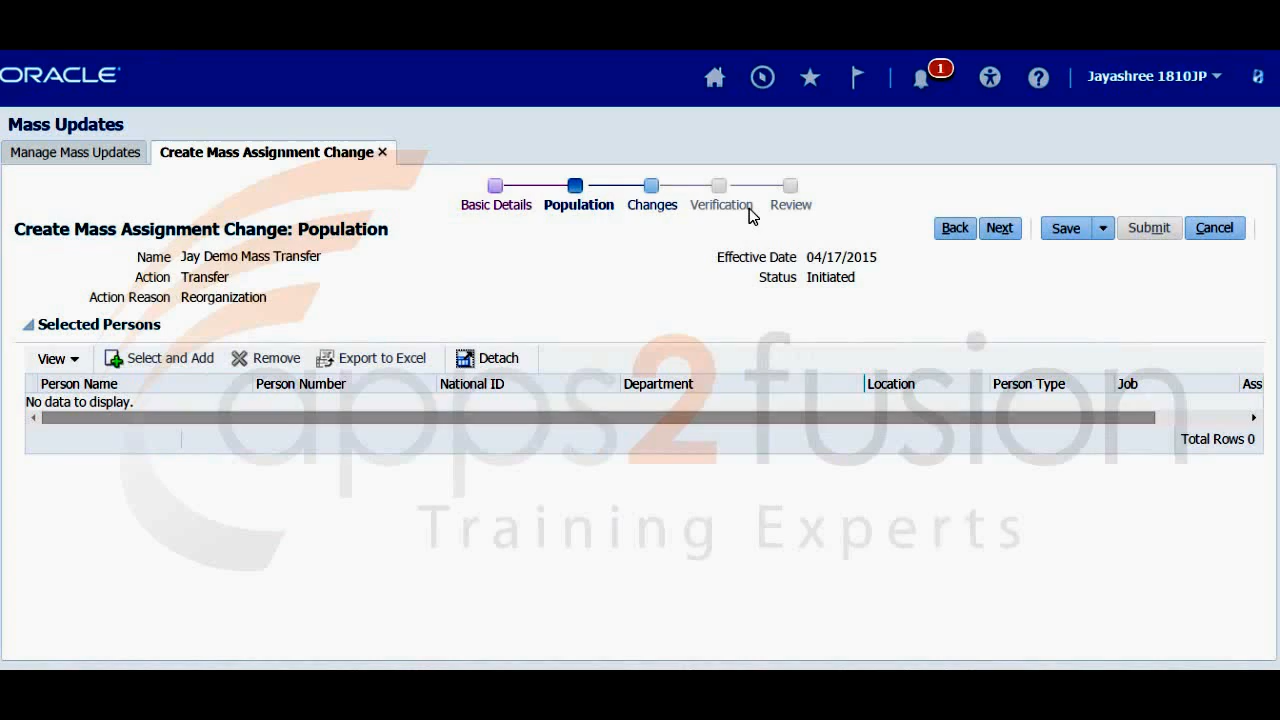 ORACLE
1
Jayashree 1810JP
Mass Updates
Manage Mass Updates
Create Mass Assignment Change
Basic Details
Population
Changes
Verification
Review
Create Mass Assignment Change: Population
Back
Next
Save
Submit
Cancel
Name Jay Demo Mass Transfer
Effective Date 04/17/2015
Action Transfer
Status Initiated
Action Reason Reorganization
Selected Persons
View
Select and Add
Remove
Export to Excel
Detach
Person Name
Person Number
National ID
Department
Location
Person Type
Job
Ass
No data to display.
Total Rows 0
apps2fusion
Training Experts